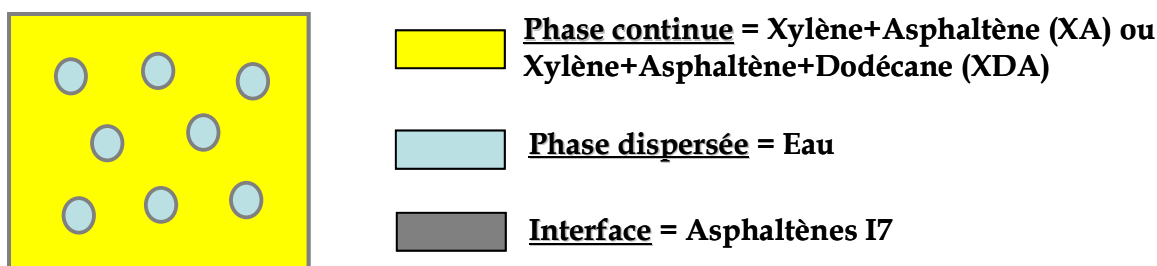 Phase continue = Xylène+Asphaltène (XA) ou
Xylène+Asphaltène+Dodécane (XDA)
Phase dispersée = Eau
Interface = Asphaltènes I7